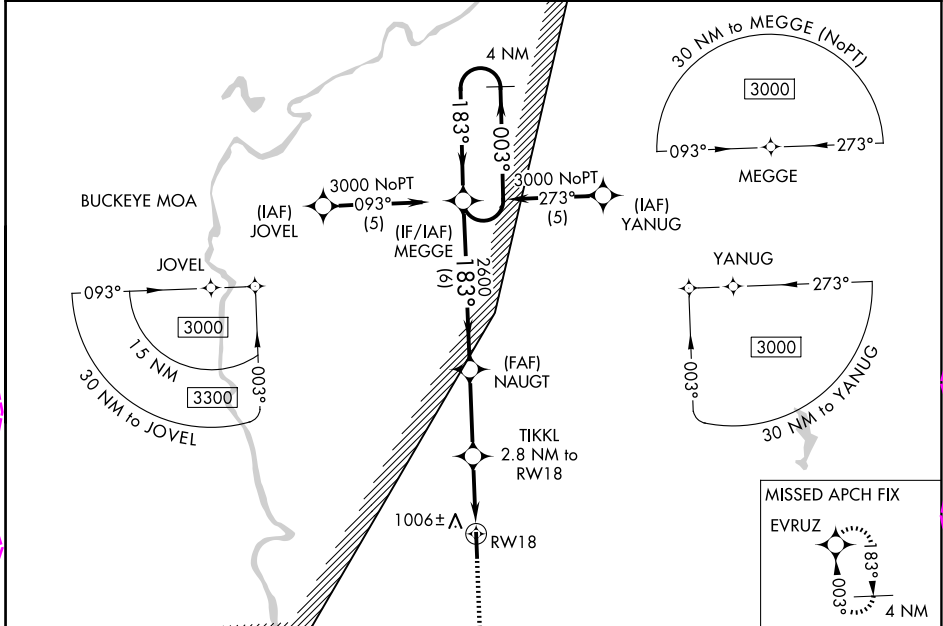 4 NM
183°
003°
30 NM to MEGGE (NoPT)
3000
093°
273°
MEGGE
BUCKEYE MOA
(IAF)
JOVEL
3000 NoPT
093°
(5)
(IF/IAF)
MEGGE
3000 NoPT
273°
(5)
(IAF)
YANUG
2600
183°
(6)
JOVEL
093°
3000
15 NM
3300
003°
30 NM to JOVEL
YANUG
273°
3000
003°
30 NM to YANUG
(FAF)
NAUGT
TIKKL
2.8 NM to
RW18
1006±
RW18
MISSED APCH FIX
EVRUZ
183°
003°
4 NM